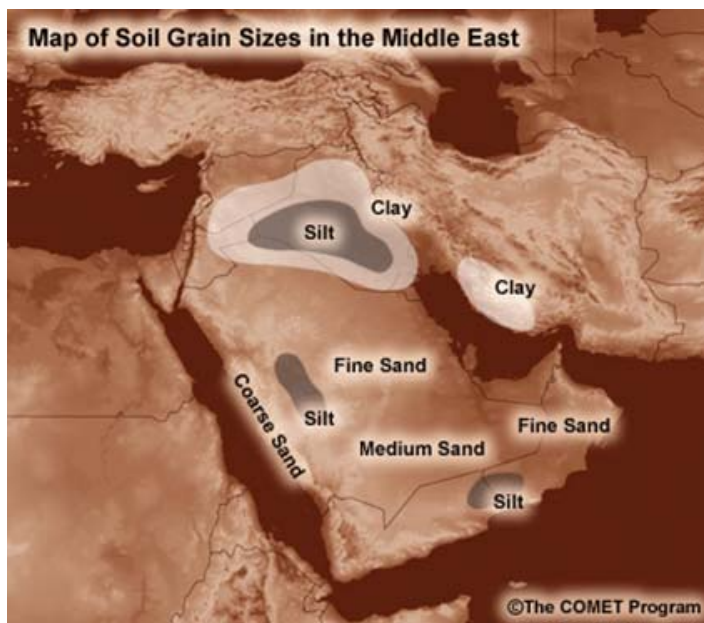 Map of Soil Grain Sizes in the Middle East
Clay
Silt
Clay
Fine Sand
Coarse Sand
Silt
Fine Sand
Medium Sand
Silt
©The COMET Program